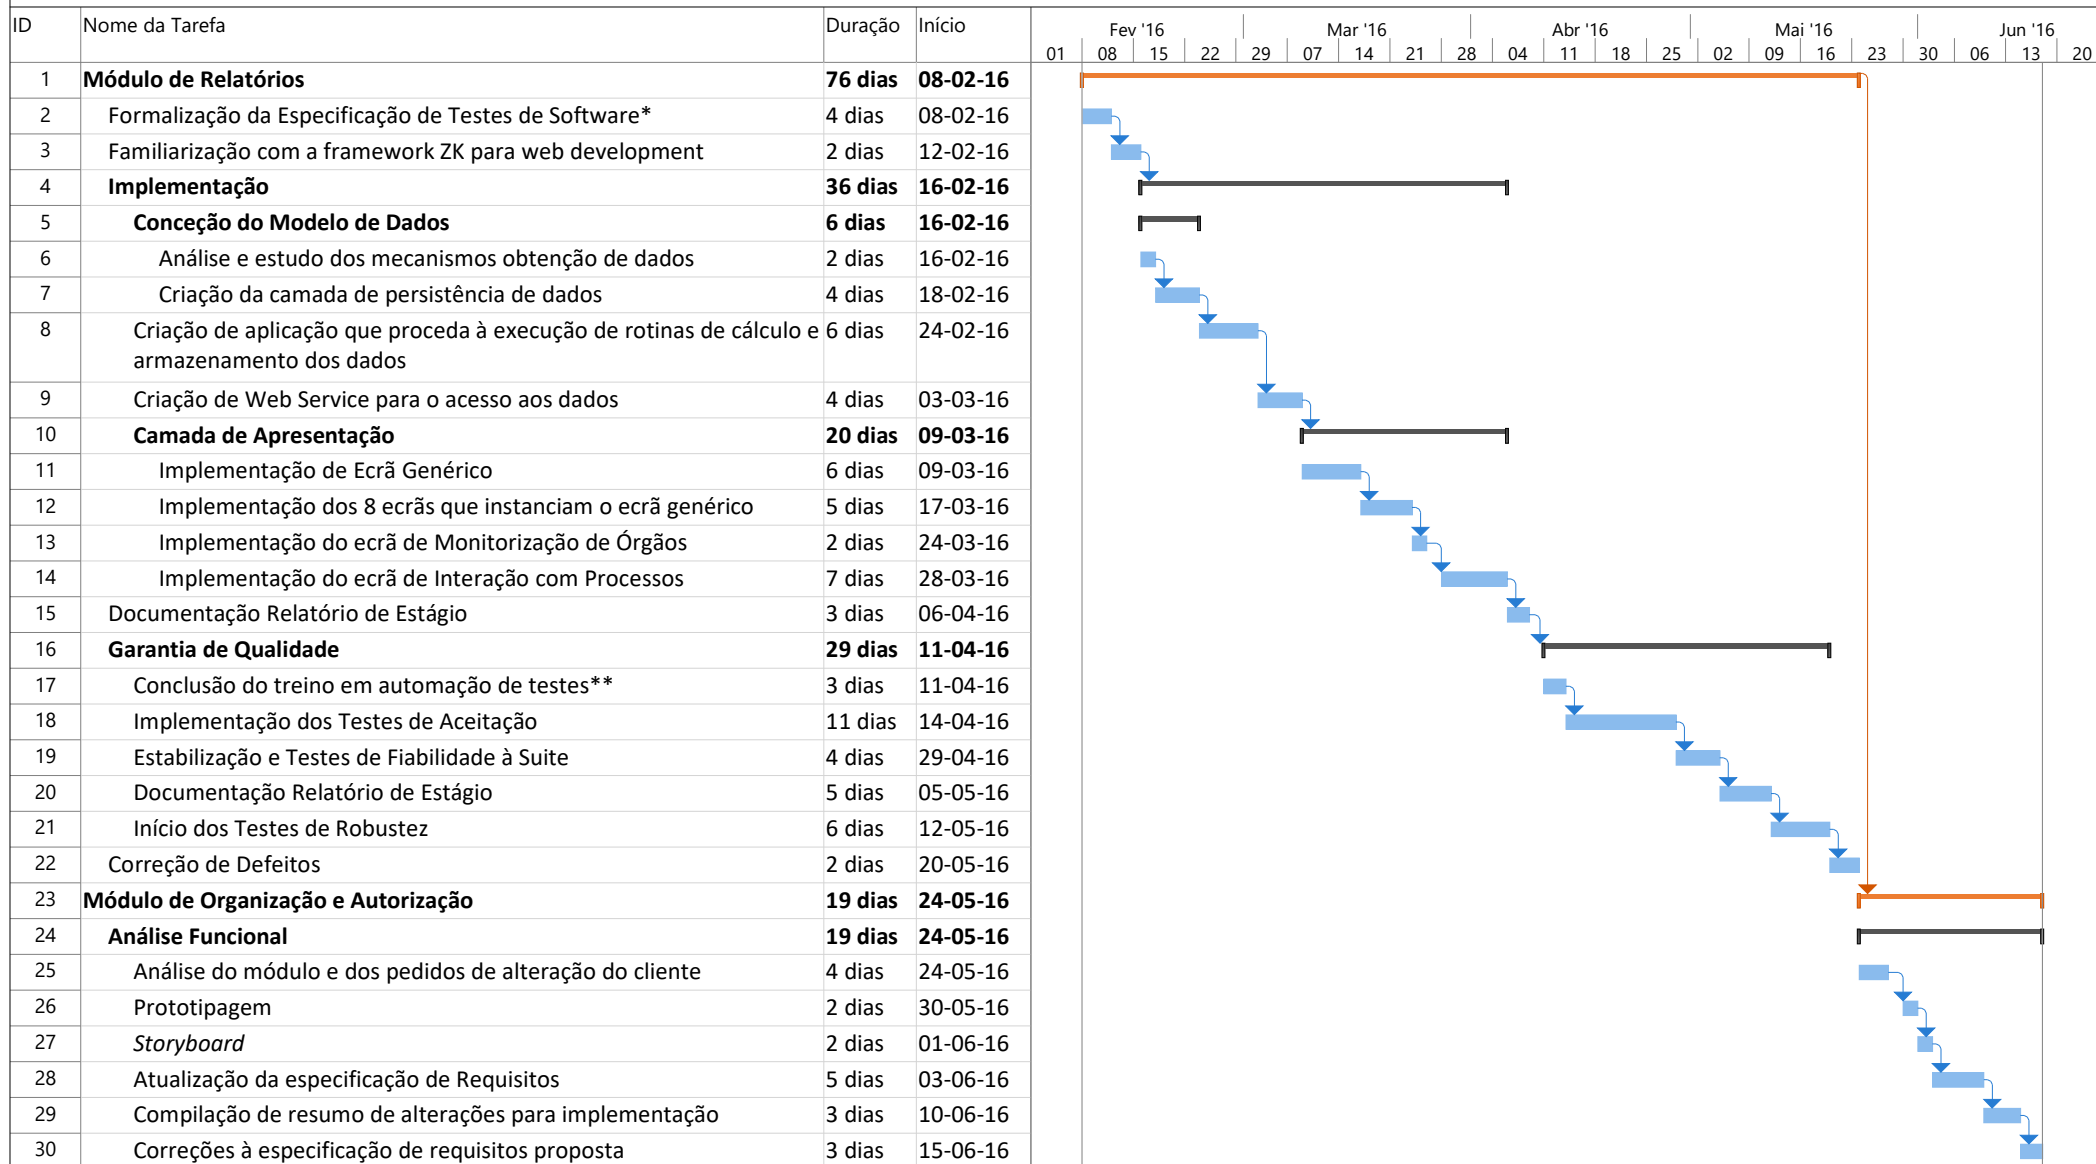 ID Nome da Tarefa Duração Início
Fev '16 Mar '16 Abr '16 Mai '16 Jun '16
01 08 15 22 29 07 14 21 28 04 11 18 25 02 09 16 23 30 06 13 20
1 Módulo de Relatórios 76 dias 08-02-16
2 Formalização da Especificação de Testes de Software* 4 dias 08-02-16
3 Familiarização com a framework ZK para web development 2 dias 12-02-16
4 Implementação 36 dias 16-02-16
5 Conceção do Modelo de Dados 6 dias 16-02-16
6 Análise e estudo dos mecanismos obtenção de dados 2 dias 16-02-16
7 Criação da camada de persistência de dados 4 dias 18-02-16
8 Criação de aplicação que proceda à execução de rotinas de cálculo e 6 dias 24-02-16
armazenamento dos dados
9 Criação de Web Service para o acesso aos dados 4 dias 03-03-16
10 Camada de Apresentação 20 dias 09-03-16
11 Implementação de Ecrã Genérico 6 dias 09-03-16
12 Implementação dos 8 ecrãs que instanciam o ecrã genérico 5 dias 17-03-16
13 Implementação do ecrã de Monitorização de Órgãos 2 dias 24-03-16
14 Implementação do ecrã de Interação com Processos 7 dias 28-03-16
15 Documentação Relatório de Estágio 3 dias 06-04-16
16 Garantia de Qualidade 29 dias 11-04-16
17 Conclusão do treino em automação de testes** 3 dias 11-04-16
18 Implementação dos Testes de Aceitação 11 dias 14-04-16
19 Estabilização e Testes de Fiabilidade à Suite 4 dias 29-04-16
20 Documentação Relatório de Estágio 5 dias 05-05-16
21 Início dos Testes de Robustez 6 dias 12-05-16
22 Correção de Defeitos 2 dias 20-05-16
23 Módulo de Organização e Autorização 19 dias 24-05-16
24 Análise Funcional 19 dias 24-05-16
25 Análise do módulo e dos pedidos de alteração do cliente 4 dias 24-05-16
26 Prototipagem 2 dias 30-05-16
27 Storyboard 2 dias 01-06-16
28 Atualização da especificação de Requisitos 5 dias 03-06-16
29 Compilação de resumo de alterações para implementação 3 dias 10-06-16
30 Correções à especificação de requisitos proposta 3 dias 15-06-16